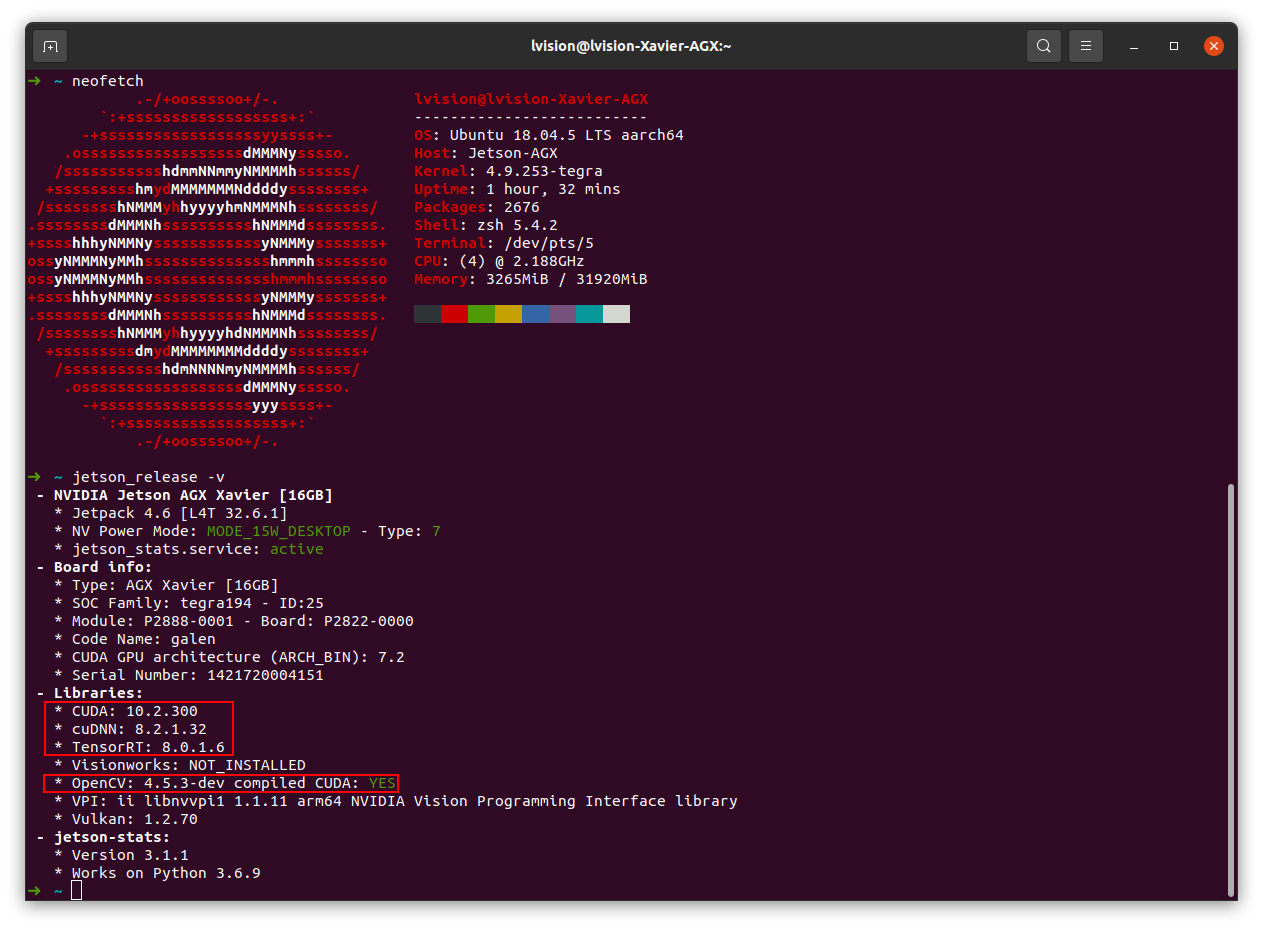 lvision@lvision-Xavier-AGX:~
➜  ~ neofetch
            .-/+oossssoo+/-.               lvision@lvision-Xavier-AGX
        `:+ssssssssssssssssss+:`           --------------------------
      -+ssssssssssssssssssyyssss+-         OS: Ubuntu 18.04.5 LTS aarch64
    .ossssssssssssssssssdMMMNysssso.       Host: Jetson-AGX
   /ssssssssssshdmmNNmmyNMMMMhssssss/      Kernel: 4.9.253-tegra
  +ssssssssshmydMMMMMMMNddddyssssssss+     Uptime: 1 hour, 32 mins
 /sssssssshNMMMyhhyyyyhmNMMMNhssssssss/    Packages: 2676
.ssssssssdMMMNhsssssssssshNMMMdssssssss.   Shell: zsh 5.4.2
+sssshhhyNMMNyssssssssssssyNMMMysssssss+   Terminal: /dev/pts/5
ossyNMMMNyMMhsssssssssssssshmmmhssssssso   CPU: (4) @ 2.188GHz
ossyNMMMNyMMhsssssssssssssshmmmhssssssso   Memory: 3265MiB / 31920MiB
+sssshhhyNMMNyssssssssssssyNMMMysssssss+
.ssssssssdMMMNhsssssssssshNMMMdssssssss.
 /sssssssshNMMMyhhyyyyhdNMMMNhssssssss/
  +sssssssssdmydMMMMMMMMddddyssssssss+
   /ssssssssssshdmNNNNmyNMMMMhssssss/
    .ossssssssssssssssssdMMMNysssso.
      -+sssssssssssssssssyyyssss+-
        `:+ssssssssssssssssss+:`
            .-/+oossssoo+/-.
➜  ~ jetson_release -v
 - NVIDIA Jetson AGX Xavier [16GB]
   * Jetpack 4.6 [L4T 32.6.1]
   * NV Power Mode: MODE_15W_DESKTOP - Type: 7
   * jetson_stats.service: active
 - Board info:
   * Type: AGX Xavier [16GB]
   * SOC Family: tegra194 - ID:25
   * Module: P2888-0001 - Board: P2822-0000
   * Code Name: galen
   * CUDA GPU architecture (ARCH_BIN): 7.2
   * Serial Number: 1421720004151
 - Libraries:
   * CUDA: 10.2.300
   * cuDNN: 8.2.1.32
   * TensorRT: 8.0.1.6
   * Visionworks: NOT_INSTALLED
   * OpenCV: 4.5.3-dev compiled CUDA: YES
   * VPI: ii libnvvpi1 1.1.11 arm64 NVIDIA Vision Programming Interface library
   * Vulkan: 1.2.70
 - jetson-stats:
   * Version 3.1.1
   * Works on Python 3.6.9
➜  ~